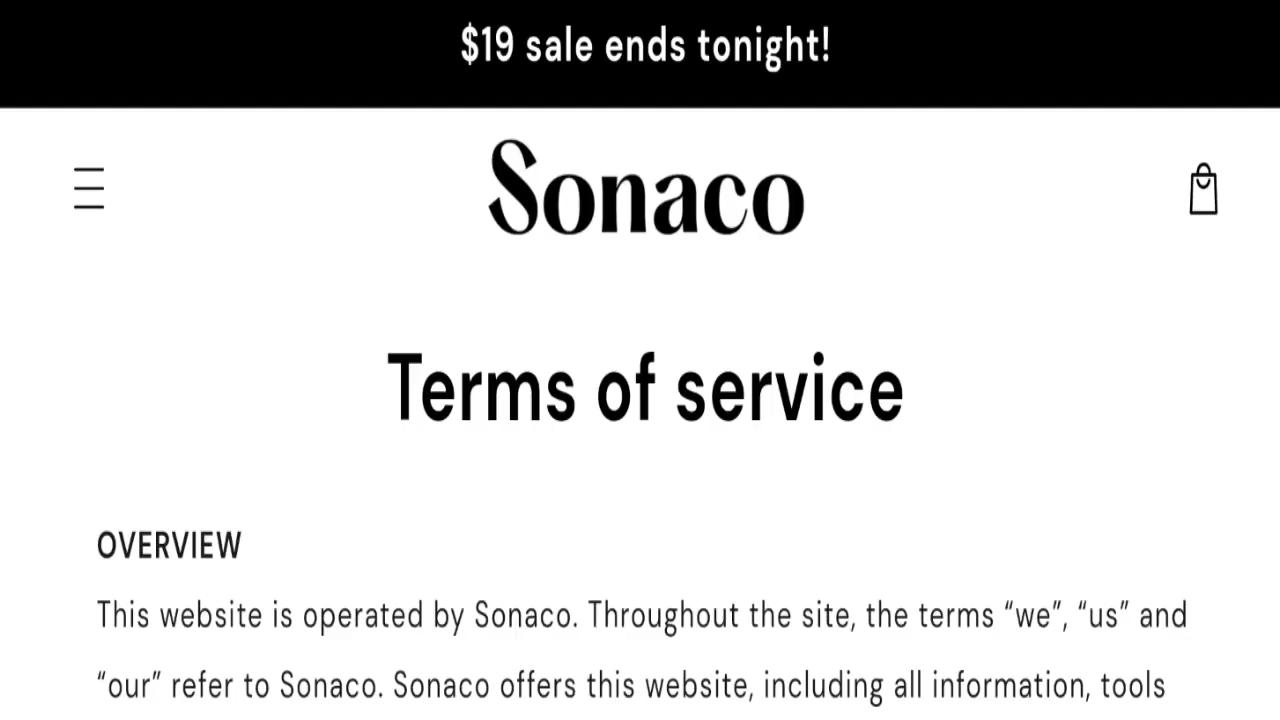 $19 sale ends tonight!
Sonaco
Terms of service
OVERVIEW
This website is operated by Sonaco. Throughout the site, the terms “we”, “us” and
“our” refer to Sonaco. Sonaco offers this website, including all information, tools